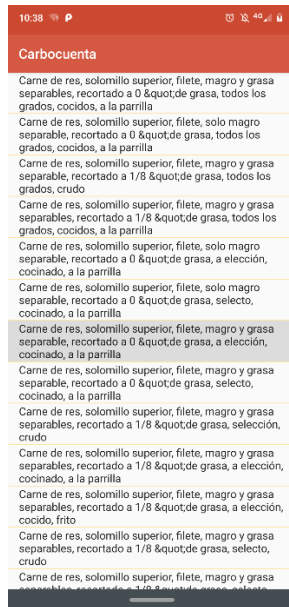 10:38
4G
Carbocuenta
Carne de res, solomillo superior, filete, magro y grasa
separables, recortado a 0 &quot;de grasa, todos los
grados, cocidos, a la parrilla
Carne de res, solomillo superior, filete, solo magro
separable, recortado a 0 &quot;de grasa, todos los
grados, cocidos, a la parrilla
Carne de res, solomillo superior, filete, magro y grasa
separable, recortado a 1/8 &quot;de grasa, todos los
grados, crudo
Carne de res, solomillo superior, filete, magro y grasa
separables, recortado a 1/8 &quot;de grasa, todos los
grados, cocidos, a la parrilla
Carne de res, solomillo superior, filete, solo magro
separable, recortado a 0 &quot;de grasa, a elección,
cocinado, a la parrilla
Carne de res, solomillo superior, filete, solo magro
separable, recortado a 0 &quot;de grasa, selecto,
cocinado, a la parrilla
Carne de res, solomillo superior, filete, magro y grasa
separable, recortado a 0 &quot;de grasa, a elección,
cocinado, a la parrilla
Carne de res, solomillo superior, filete, magro y grasa
separable, recortado a 0 &quot;de grasa, selecto,
cocinado, a la parrilla
Carne de res, solomillo superior, filete, magro y grasa
separables, recortado a 1/8 &quot;de grasa, selección,
crudo
Carne de res, solomillo superior, filete, magro y grasa
separables, recortado a 1/8 &quot;de grasa, a elección,
cocinado, a la parrilla
Carne de res, solomillo superior, filete, magro y grasa
separables, recortado a 1/8 &quot;de grasa, a elección,
cocido, frito
Carne de res, solomillo superior, filete, magro y grasa
separables, recortado a 1/8 &quot;de grasa, selecto,
crudo
Carne de res, solomillo superior, filete, magro y grasa